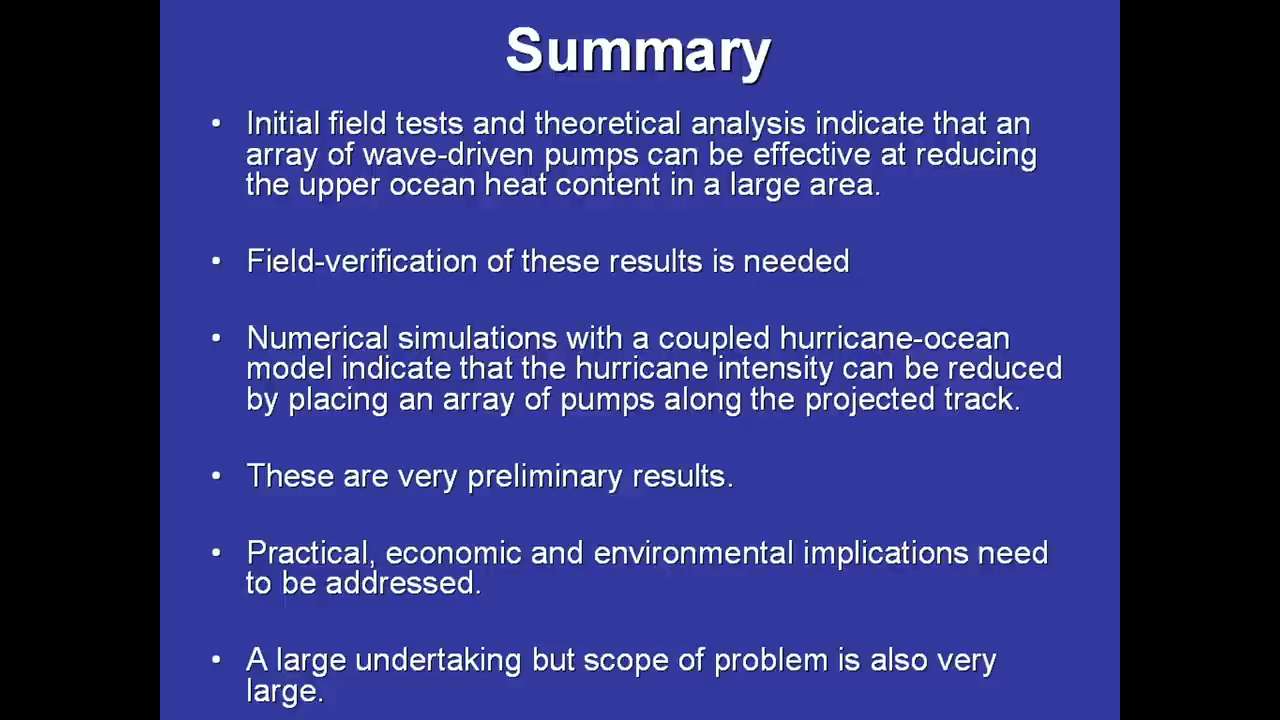 Summary
• Initial field tests and theoretical analysis indicate that an
array of wave-driven pumps can be effective at reducing
the upper ocean heat content in a large area.
• Field-verification of these results is needed
• Numerical simulations with a coupled hurricane-ocean
model indicate that the hurricane intensity can be reduced
by placing an array of pumps along the projected track.
• These are very preliminary results.
• Practical, economic and environmental implications need
to be addressed.
• A large undertaking but scope of problem is also very
large.